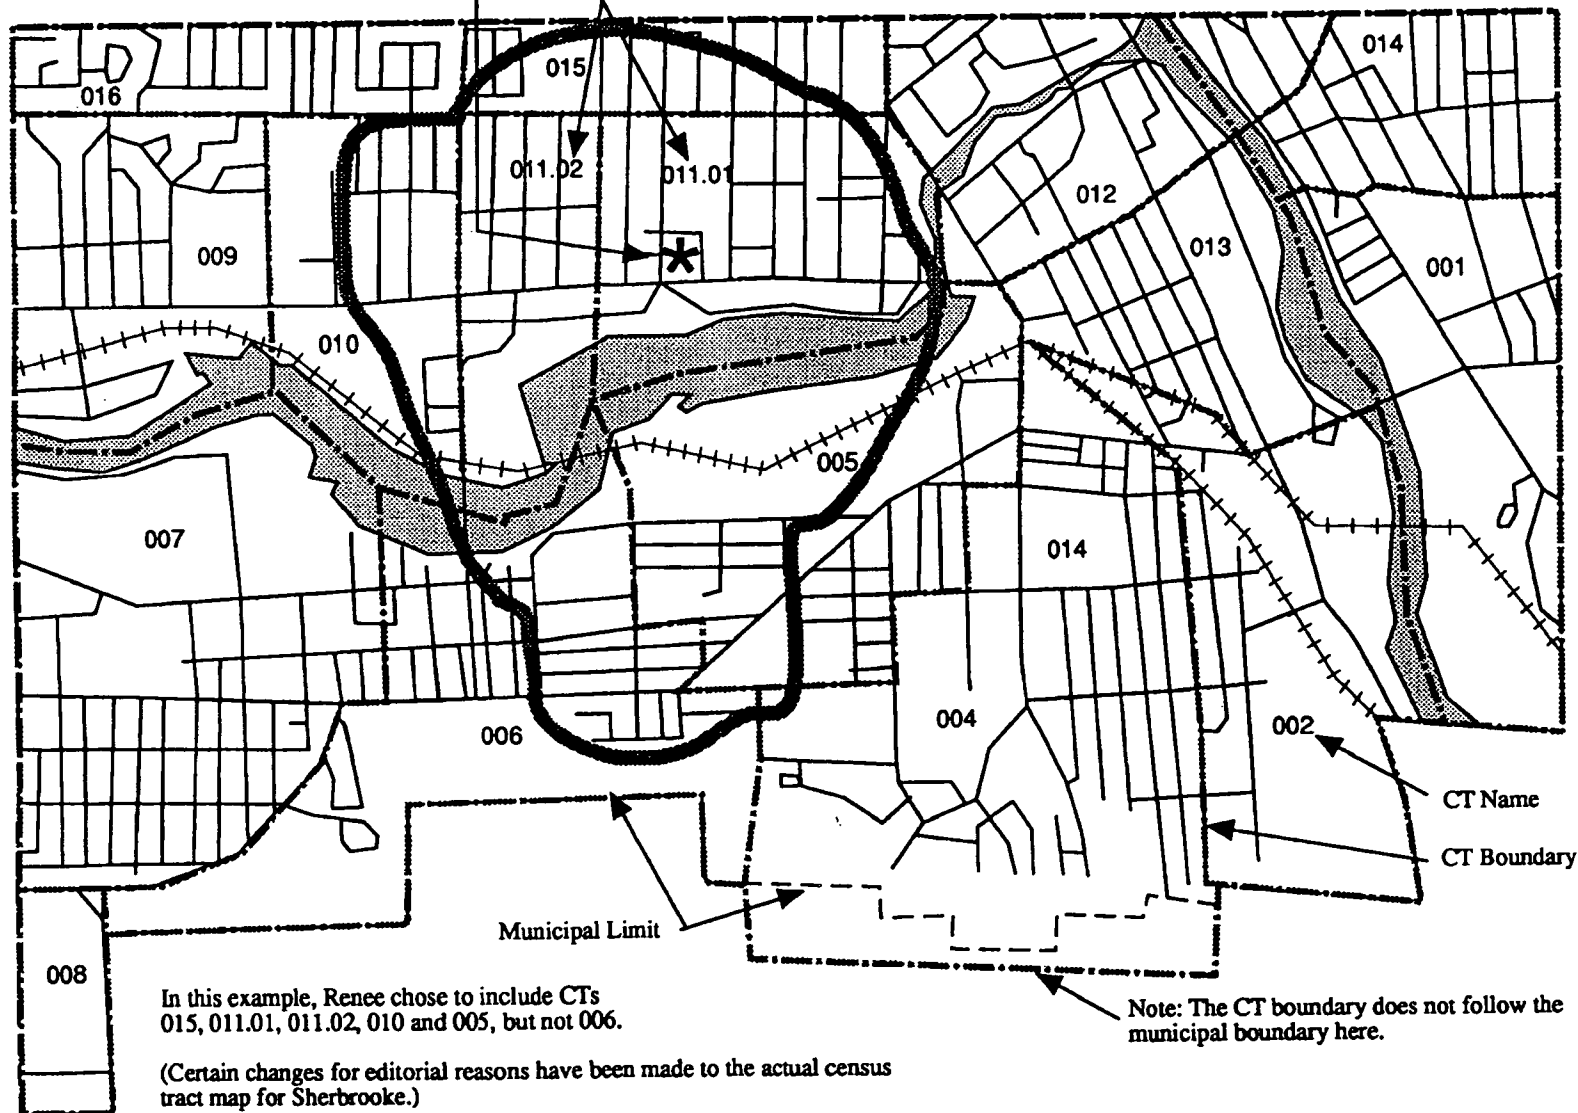 014
015
016
011.02
011.01
012
013
009
001
010
005
007
014
004
006
002
CT Name
CT Boundary
Municipal Limit
008
In this example, Renee chose to include CTs
015, 011.01, 011.02, 010 and 005, but not 006.
Note: The CT boundary does not follow the
municipal boundary here.
(Certain changes for editorial reasons have been made to the actual census
tract map for Sherbrooke.)